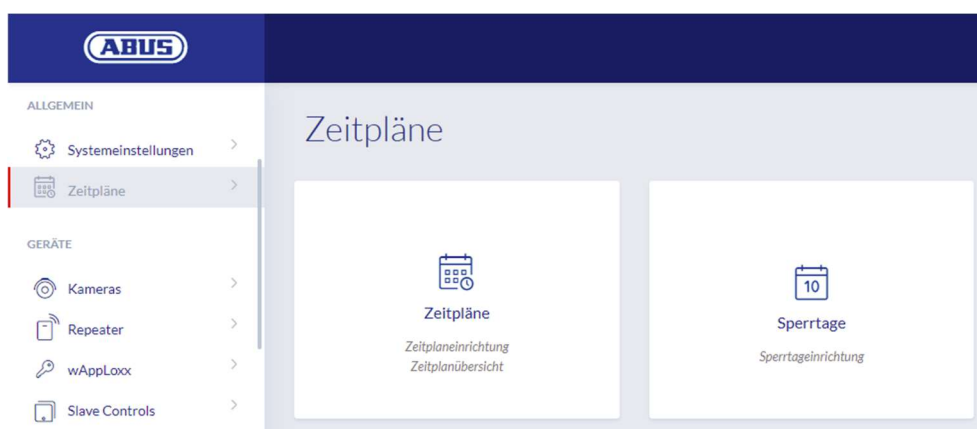 ABUS
ALLGEMEIN
Systemeinstellungen
Zeitpläne
GERÄTE
Kameras
Repeater
wAppLoxx
Slave Controls
Zeitpläne
Zeitpläne
Zeitplaneinrichtung
Zeitplanübersicht
10
Sperrtage
Sperrtageinrichtung